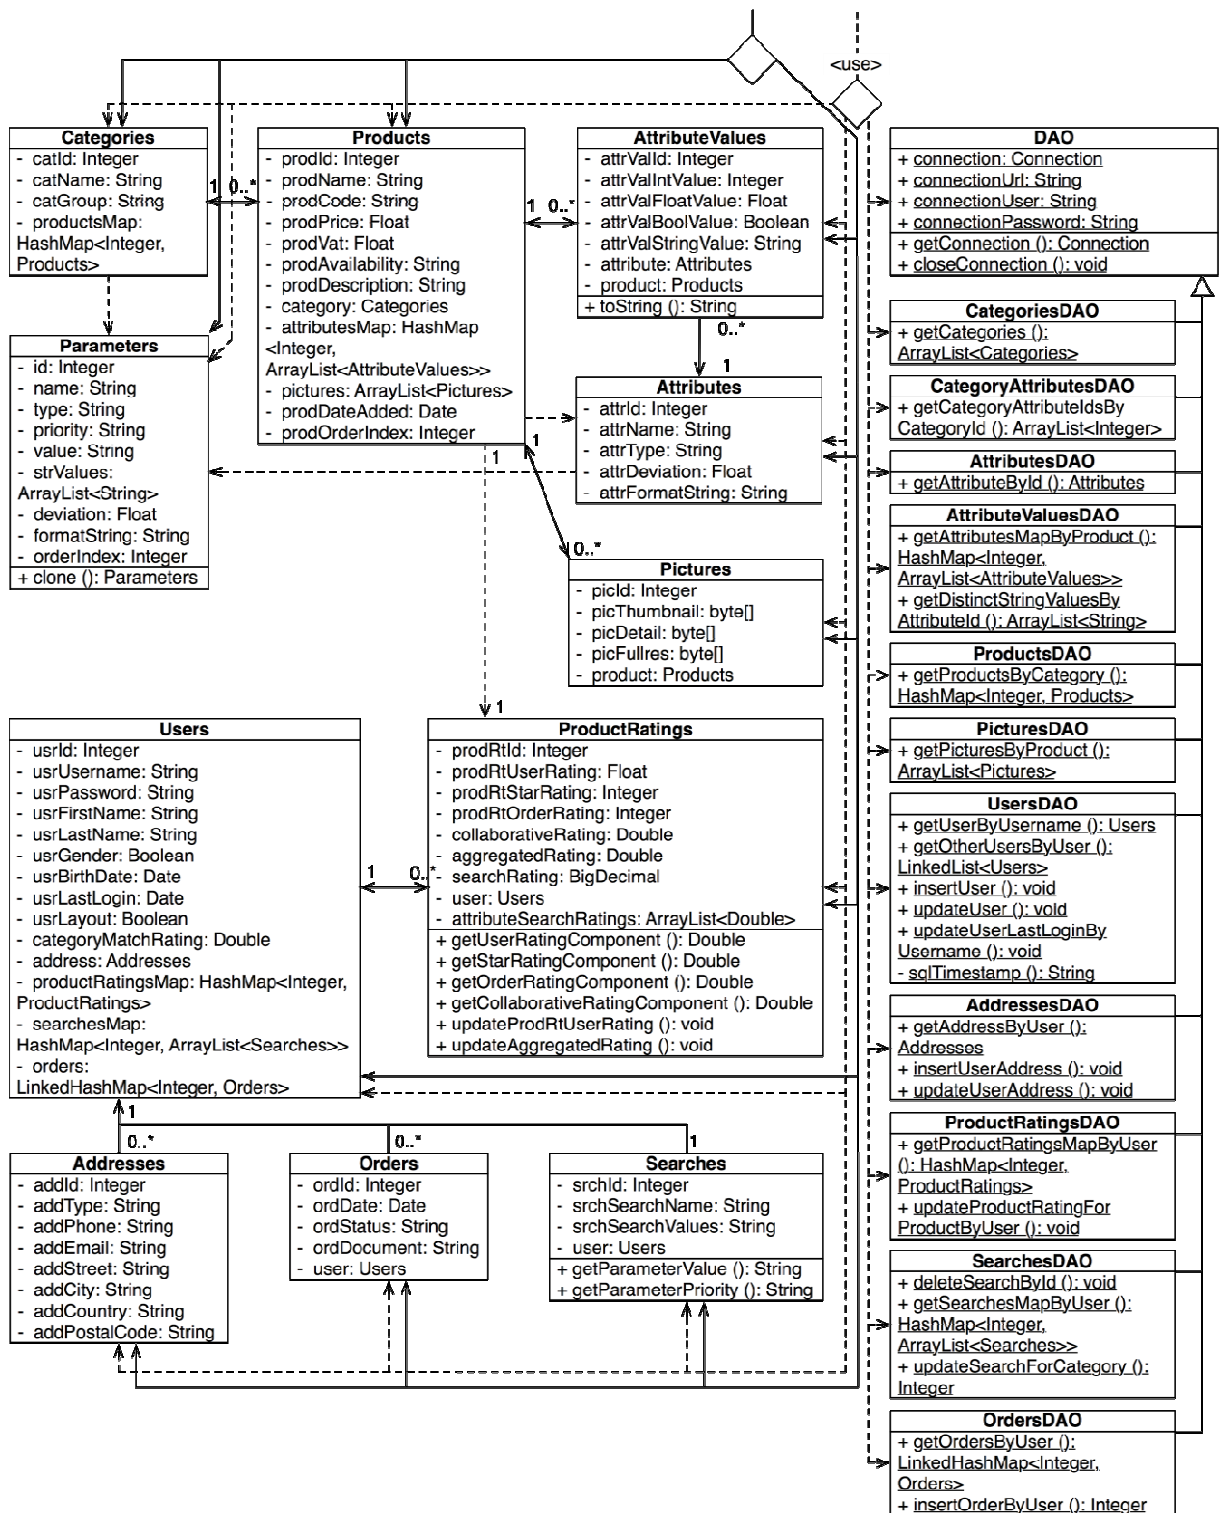 <use>
Categories
- catId: Integer
- catName: String
- catGroup: String
- productsMap:
HashMap<Integer,
Products>
1
0..*
Products
- prodId: Integer
- prodName: String
- prodCode: String
- prodPrice: Float
- prodVat: Float
- prodAvailability: String
- prodDescription: String
- category: Categories
- attributesMap: HashMap
<Integer,
ArrayList<AttributeValues>>
- pictures: ArrayList<Pictures>
- prodDateAdded: Date
- prodOrderIndex: Integer
1
0..*
AttributeValues
- attrValId: Integer
- attrValIntValue: Integer
- attrValFloatValue: Float
- attrValBoolValue: Boolean
- attrValStringValue: String
- attribute: Attributes
- product: Products
+ toString (): String
0..*
1
Parameters
- id: Integer
- name: String
- type: String
- priority: String
- value: String
- strValues:
ArrayList<String>
- deviation: Float
- formatString: String
- orderIndex: Integer
+ clone (): Parameters
Attributes
- attrId: Integer
- attrName: String
- attrType: String
- attrDeviation: Float
- attrFormatString: String
1
1
0..*
Pictures
- picId: Integer
- picThumbnail: byte[]
- picDetail: byte[]
- picFullres: byte[]
- product: Products
1
Users
- usrId: Integer
- usrUsername: String
- usrPassword: String
- usrFirstName: String
- usrLastName: String
- usrGender: Boolean
- usrBirthDate: Date
- usrLastLogin: Date
- usrLayout: Boolean
- categoryMatchRating: Double
- address: Addresses
- productRatingsMap: HashMap<Integer,
ProductRatings>
- searchesMap:
HashMap<Integer, ArrayList<Searches>>
- orders:
LinkedHashMap<Integer, Orders>
1
0..*
ProductRatings
- prodRtId: Integer
- prodRtUserRating: Float
- prodRtStarRating: Integer
- prodRtOrderRating: Integer
- collaborativeRating: Double
- aggregatedRating: Double
- searchRating: BigDecimal
- user: Users
- attributeSearchRatings: ArrayList<Double>
+ getUserRatingComponent (): Double
+ getStarRatingComponent (): Double
+ getOrderRatingComponent (): Double
+ getCollaborativeRatingComponent (): Double
+ updateProdRtUserRating (): void
+ updateAggregatedRating (): void
1
0..*
0..*
1
Addresses
- addId: Integer
- addType: String
- addPhone: String
- addEmail: String
- addStreet: String
- addCity: String
- addCountry: String
- addPostalCode: String
Orders
- ordId: Integer
- ordDate: Date
- ordStatus: String
- ordDocument: String
- user: Users
Searches
- srchId: Integer
- srchSearchName: String
- srchSearchValues: String
- user: Users
+ getParameterValue (): String
+ getParameterPriority (): String
DAO
+ connection: Connection
+ connectionUrl: String
+ connectionUser: String
+ connectionPassword: String
+ getConnection (): Connection
+ closeConnection (): void
CategoriesDAO
+ getCategories ():
ArrayList<Categories>
CategoryAttributesDAO
+ getCategoryAttributeIdsBy
CategoryId (): ArrayList<Integer>
AttributesDAO
+ getAttributeById (): Attributes
AttributeValuesDAO
+ getAttributesMapByProduct ():
HashMap<Integer,
ArrayList<AttributeValues>>
+ getDistinctStringValuesBy
AttributeId (): ArrayList<String>
ProductsDAO
+ getProductsByCategory ():
HashMap<Integer, Products>
PicturesDAO
+ getPicturesByProduct ():
ArrayList<Pictures>
UsersDAO
+ getUserByUsername (): Users
+ getOtherUsersByUser ():
LinkedList<Users>
+ insertUser (): void
+ updateUser (): void
+ updateUserLastLoginBy
Username (): void
- sqlTimestamp (): String
AddressesDAO
+ getAddressByUser ():
Addresses
+ insertUserAddress (): void
+ updateUserAddress (): void
ProductRatingsDAO
+ getProductRatingsMapByUser
(): HashMap<Integer,
ProductRatings>
+ updateProductRatingFor
ProductByUser (): void
SearchesDAO
+ deleteSearchById (): void
+ getSearchesMapByUser ():
HashMap<Integer,
ArrayList<Searches>>
+ updateSearchForCategory ():
Integer
OrdersDAO
+ getOrdersByUser ():
LinkedHashMap<Integer,
Orders>
+ insertOrderByUser (): Integer